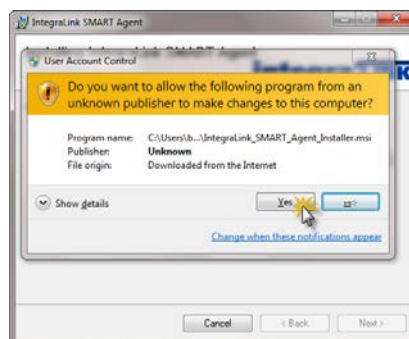 IntegraLink SMART Agent
User Account Control
Do you want to allow the following program from an
unknown publisher to make changes to this computer?
Program name: C:\Users\b...\IntegraLink_SMART_Agent_Installer.msi
Publisher: Unknown
File origin: Downloaded from the Internet
Show details
Yes
Change when these notifications appear
Cancel
< Back
Next >